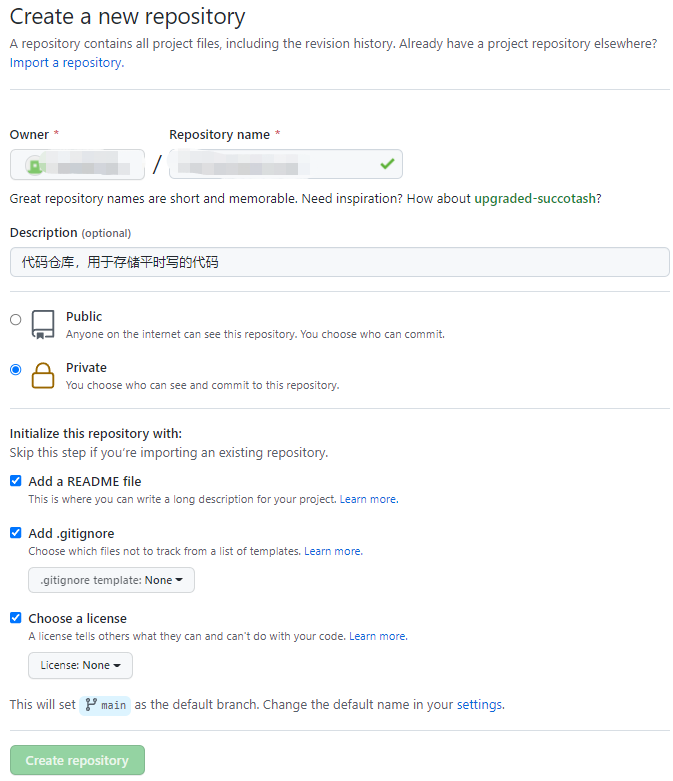 Create a new repository
A repository contains all project files, including the revision history. Already have a project repository elsewhere?
Import a repository.
Owner * Repository name *
/
Great repository names are short and memorable. Need inspiration? How about upgraded-succotash?
Description (optional)
代码仓库，用于存储平时写的代码
Public
Anyone on the internet can see this repository. You choose who can commit.
Private
You choose who can see and commit to this repository.
Initialize this repository with:
Skip this step if you're importing an existing repository.
Add a README file
This is where you can write a long description for your project. Learn more.
Add .gitignore
Choose which files not to track from a list of templates. Learn more.
.gitignore template: None
Choose a license
A license tells others what they can and can't do with your code. Learn more.
License: None
This will set main as the default branch. Change the default name in your settings.
Create repository